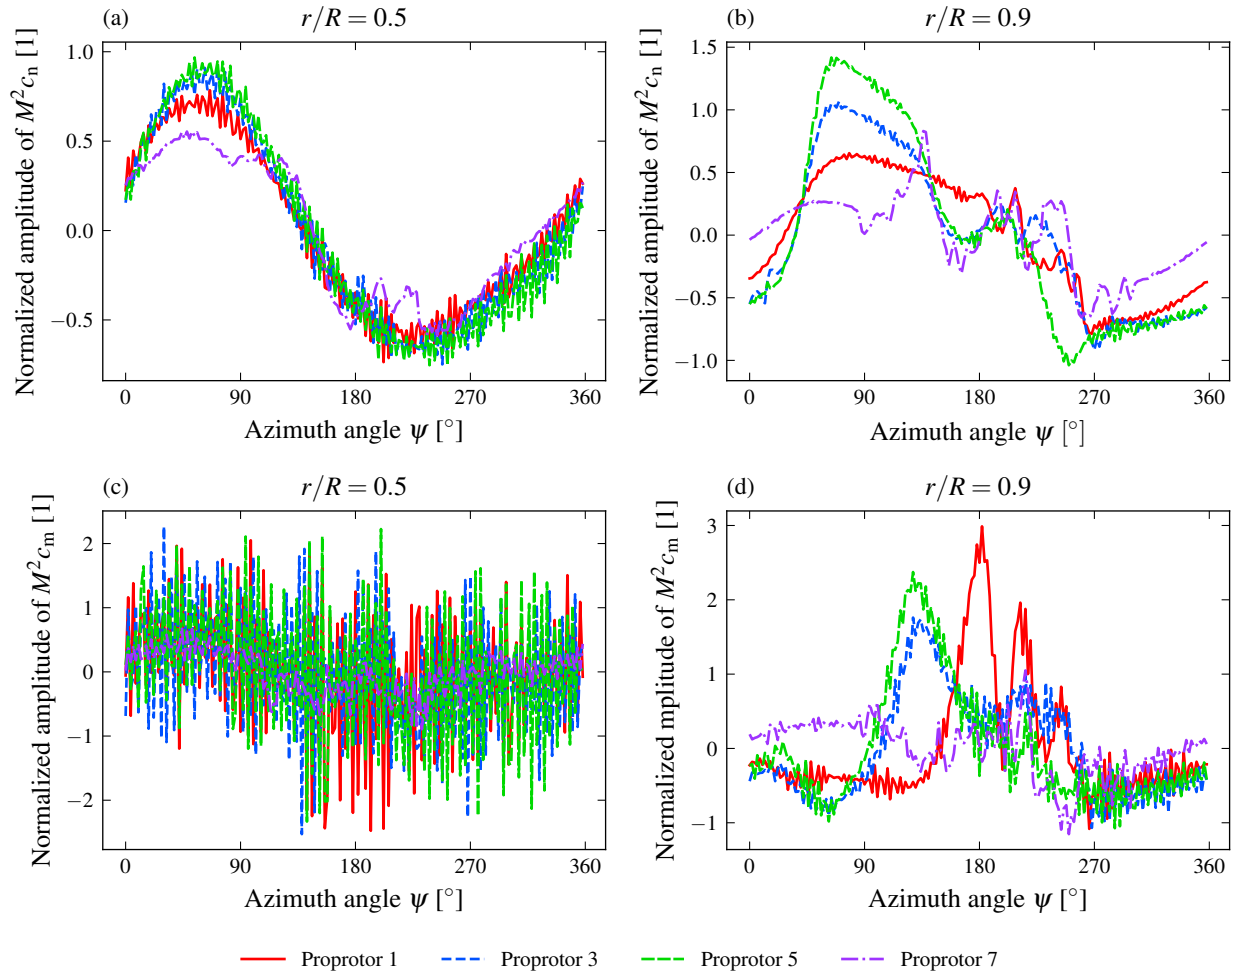 (a) r/R = 0.5
Normalized amplitude of M²cₙ [1]
1.0
0.5
0.0
−0.5
0 90 180 270 360
Azimuth angle ψ [°]
(b) r/R = 0.9
Normalized amplitude of M²cₙ [1]
1.5
1.0
0.5
0.0
−0.5
−1.0
0 90 180 270 360
Azimuth angle ψ [°]
(c) r/R = 0.5
Normalized amplitude of M²cₘ [1]
2
1
0
−1
−2
0 90 180 270 360
Azimuth angle ψ [°]
(d) r/R = 0.9
Normalized mplitude of M²cₘ [1]
3
2
1
0
−1
0 90 180 270 360
Azimuth angle ψ [°]
Proprotor 1 Proprotor 3 Proprotor 5 Proprotor 7